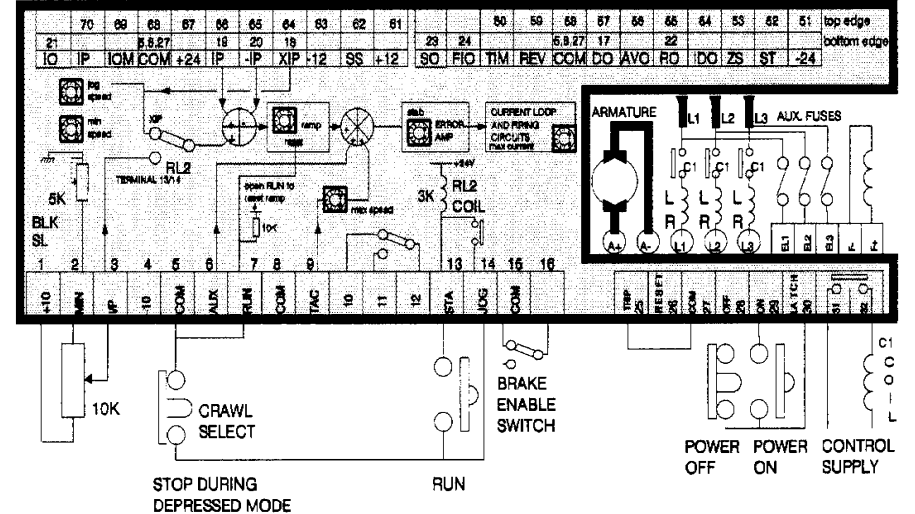 70 69 68 67 66 65 64 63 62 61
60 59 58 57 56 55 54 53 52 51 top edge
21 5,8,27 19 20 18
23 24 5,8,27 17 22 bottom edge
IO IP IOM COM +24 IP -IP XIP -12 SS +12
SO FIO TIM REV COM DO AVO RO IDO ZS ST -24
jog speed
min speed
XIP
RL2
TERMINAL 13/14
5K
BLK
SL
ramp
reset
open RUN to
reset ramp
10K
max speed
stab
ERROR
AMP
CURRENT LOOP
AND FIRING
CIRCUITS
max current
+24V
3K
RL2
COIL
ARMATURE
L1 L2 L3 AUX. FUSES
C1 C1 C1
L L L
R R R
A+ A- L1 L2 L3 EL1 EL2 EL3 F- F+
1 2 3 4 5 6 7 8 9 13 14 15 16
+10 MIN I/P -10 COM AUX RUN COM TAC 10 11 12 STA JOG COM
TRP 25
RESET 26
COM 27
OFF 28
ON 29
LATCH 30
31
32
10K
CRAWL
SELECT
STOP DURING
DEPRESSED MODE
RUN
BRAKE
ENABLE
SWITCH
POWER
OFF
POWER
ON
CONTROL
SUPPLY
C1
COIL